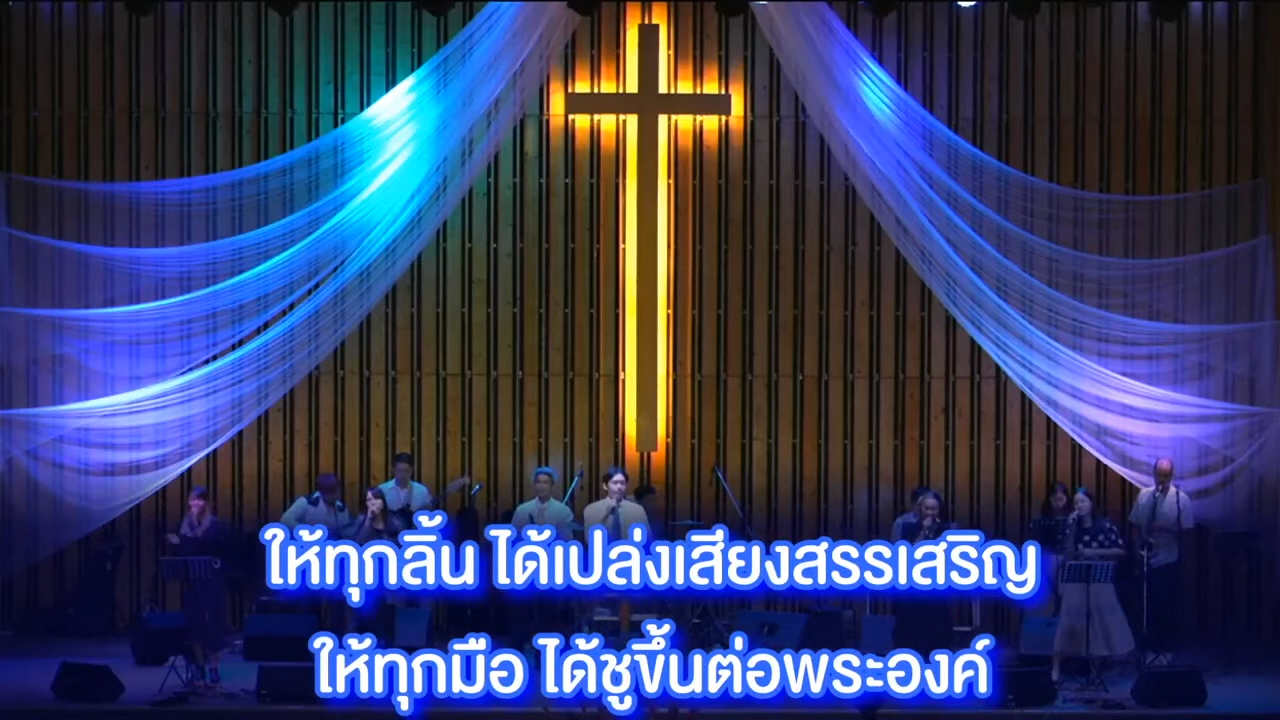 ให้ทุกลิ้น ได้เปล่งเสียงสรรเสริญ
ให้ทุกมือ ได้ชูขึ้นต่อพระองค์